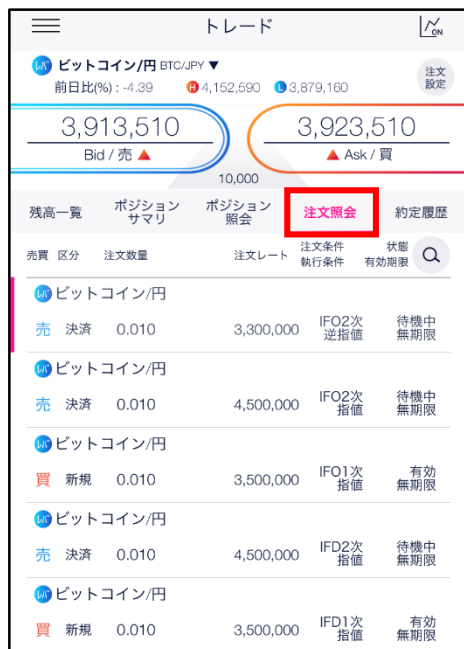 トレード
ON
ビットコイン/円 BTC/JPY ▼
前日比(%) : -4.39 H 4,152,590 L 3,879,160
注文
設定
3,913,510 3,923,510
Bid / 売 ▲ ▲ Ask / 買
10,000
残高一覧 ポジション
サマリ ポジション
照会 注文照会 約定履歴
売買 区分 注文数量 注文レート 注文条件
執行条件 状態
有効期限
ビットコイン/円
売 決済 0.010 3,300,000 IFO2次
逆指値 待機中
無期限
ビットコイン/円
売 決済 0.010 4,500,000 IFO2次
指値 待機中
無期限
ビットコイン/円
買 新規 0.010 3,500,000 IFO1次
指値 有効
無期限
ビットコイン/円
売 決済 0.010 4,500,000 IFD2次
指値 待機中
無期限
ビットコイン/円
買 新規 0.010 3,500,000 IFD1次
指値 有効
無期限